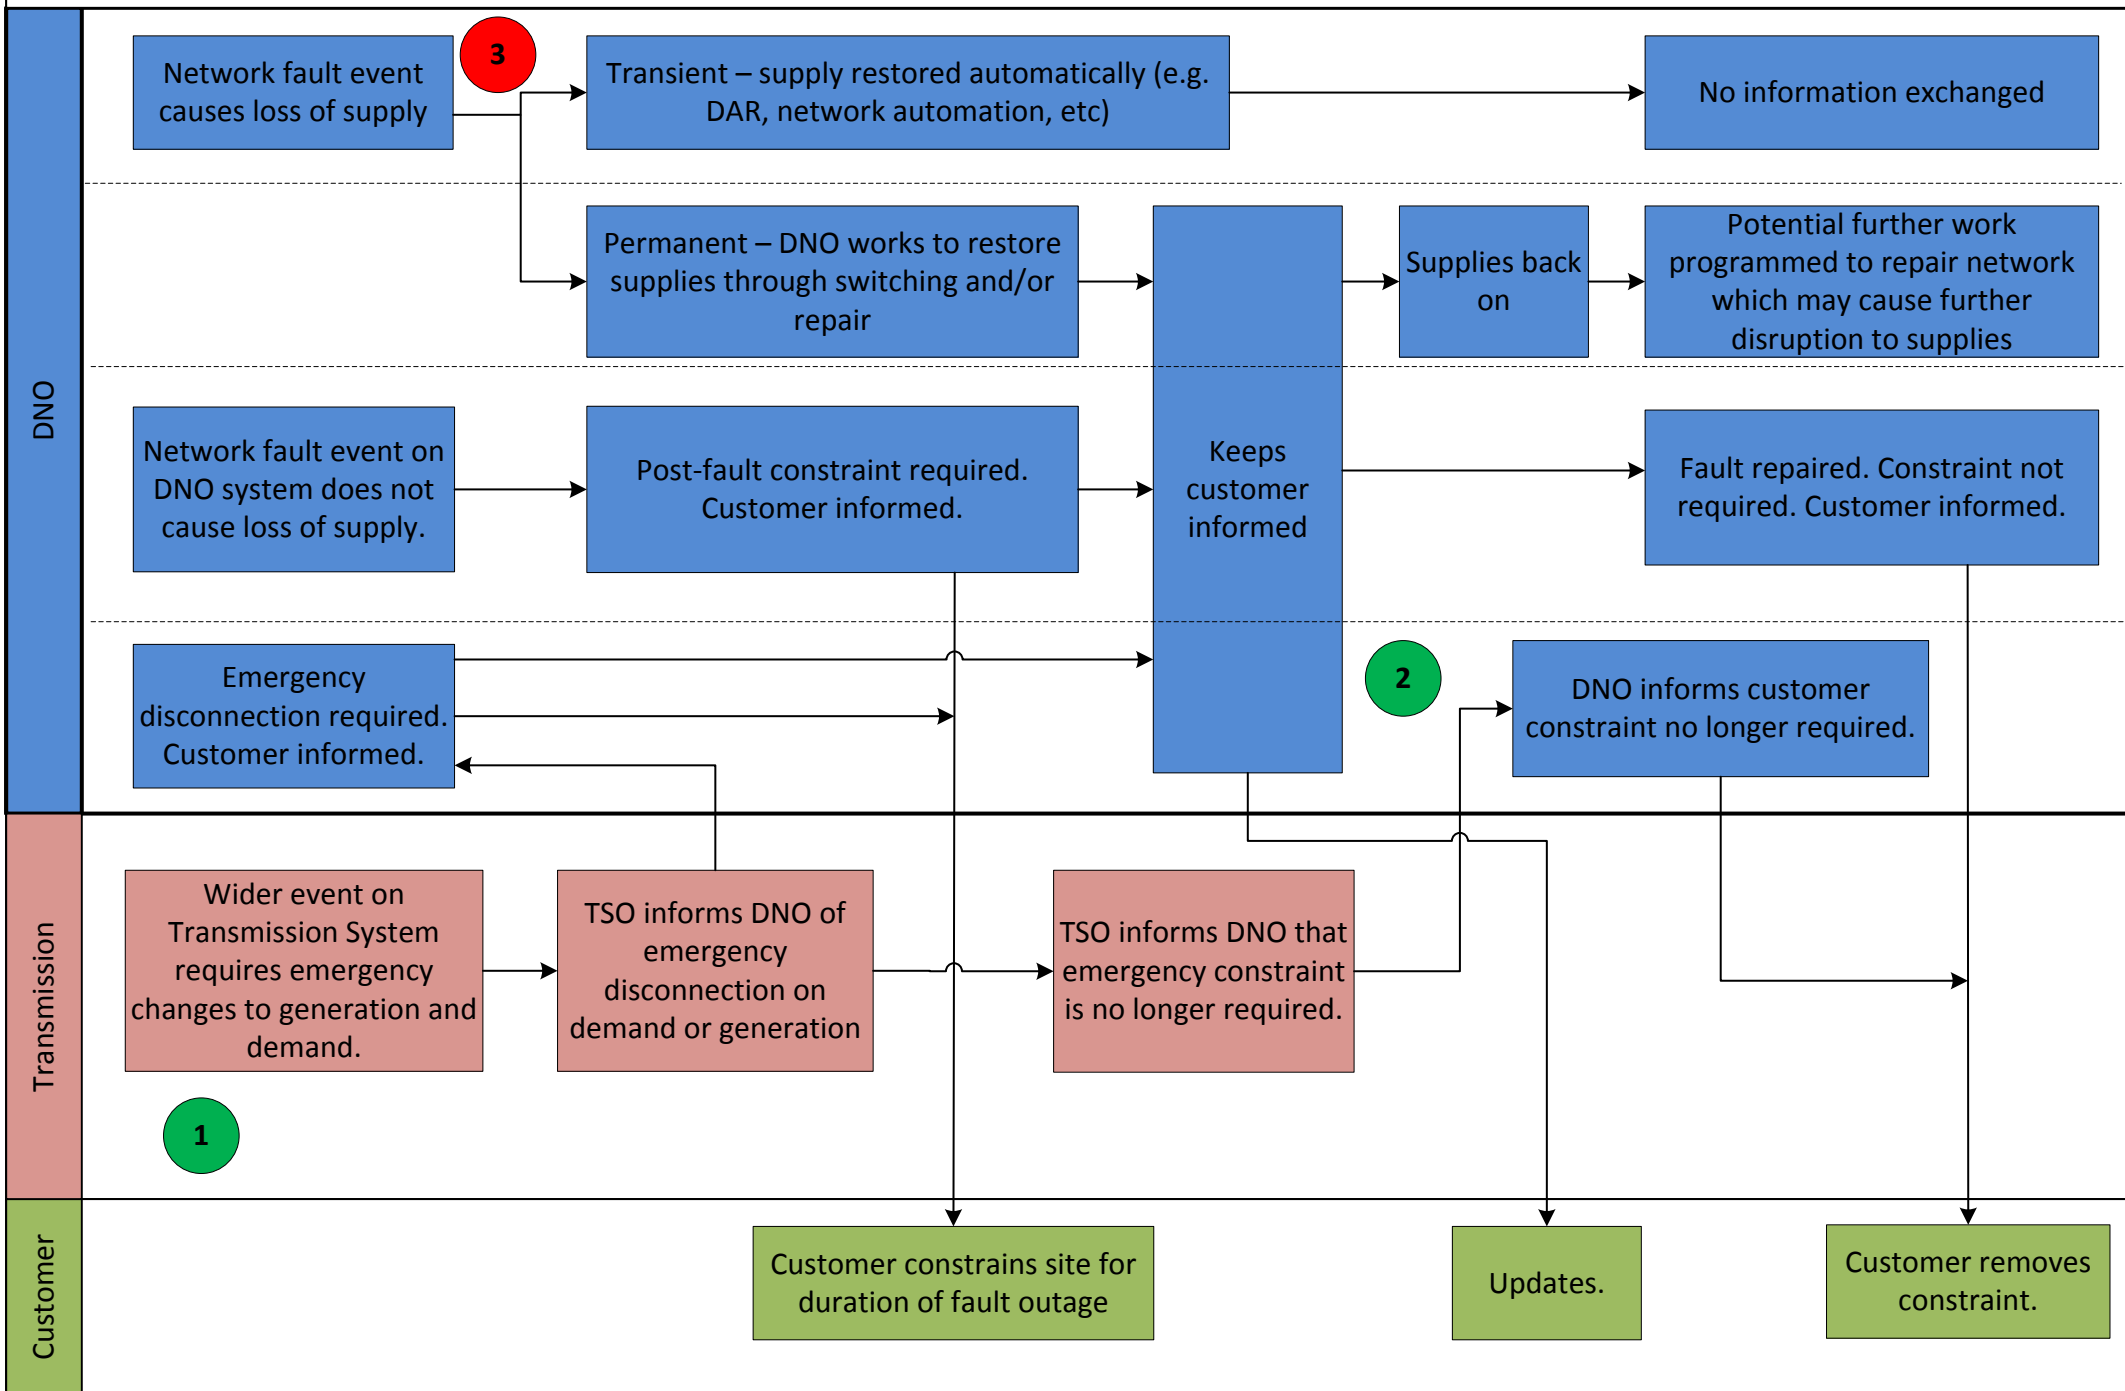 DNO
Network fault event
causes loss of supply
3
Transient – supply restored automatically (e.g.
DAR, network automation, etc)
No information exchanged
Permanent – DNO works to restore
supplies through switching and/or
repair
Keeps
customer
informed
Supplies back
on
Potential further work
programmed to repair network
which may cause further
disruption to supplies
Network fault event on
DNO system does not
cause loss of supply.
Post-fault constraint required.
Customer informed.
Fault repaired. Constraint not
required. Customer informed.
Emergency
disconnection required.
Customer informed.
2
DNO informs customer
constraint no longer required.
Transmission
Wider event on
Transmission System
requires emergency
changes to generation and
demand.
TSO informs DNO of
emergency
disconnection on
demand or generation
TSO informs DNO that
emergency constraint
is no longer required.
1
Customer
Customer constrains site for
duration of fault outage
Updates.
Customer removes
constraint.